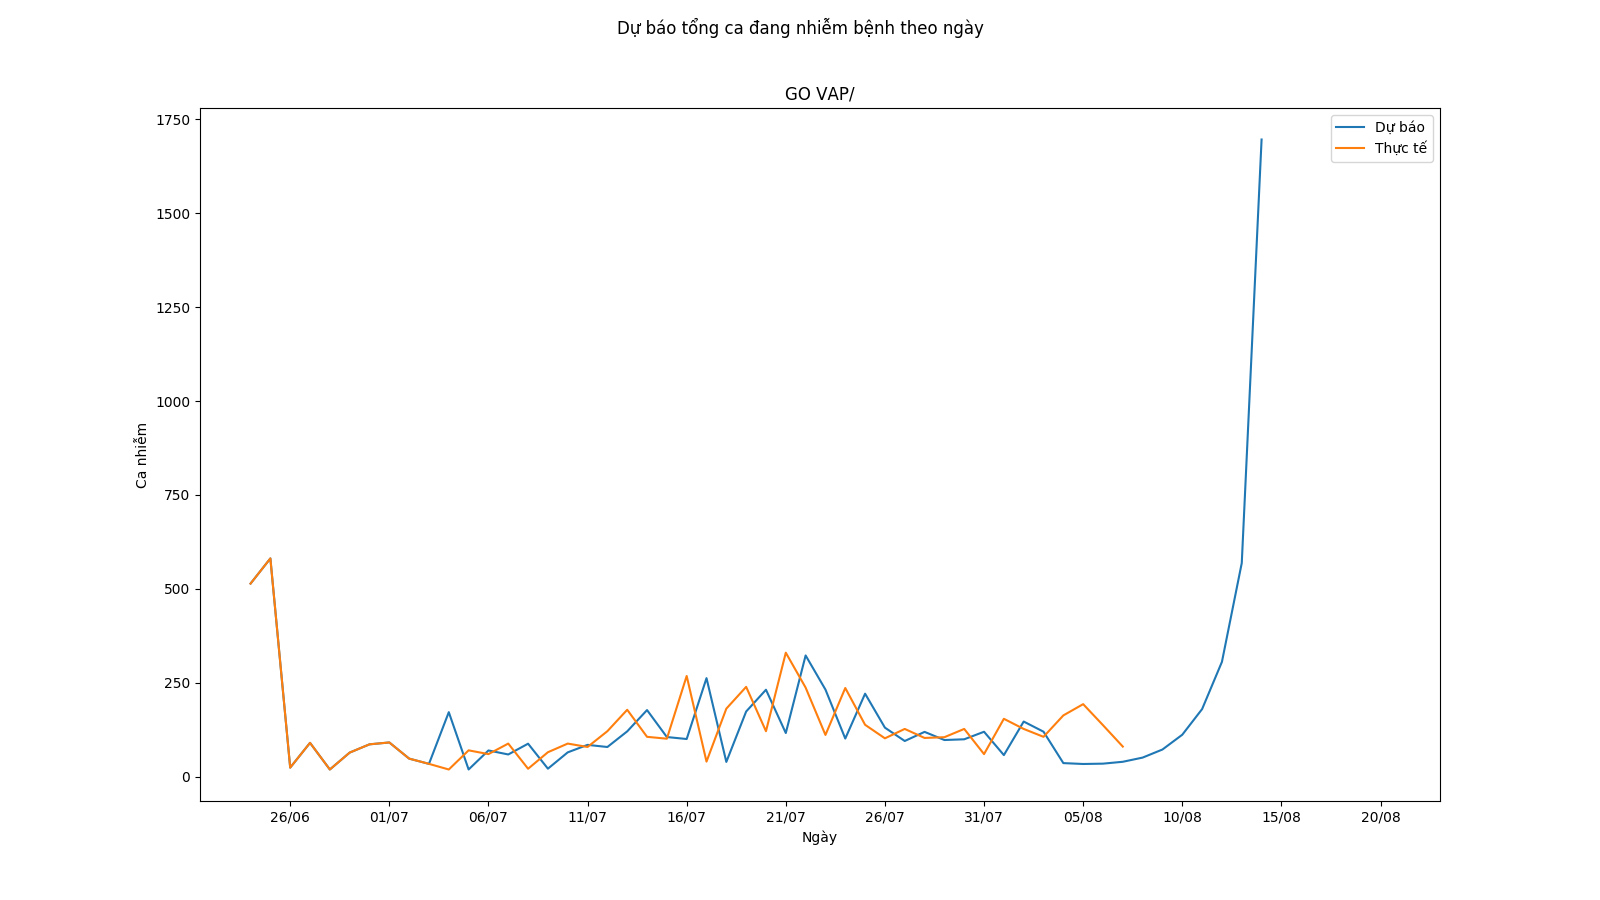 Dự báo tổng ca đang nhiễm bệnh theo ngày
GO VAP/
Dự báo
Thực tế
1750
1500
1250
1000
750
500
250
0
Ca nhiễm
26/06 01/07 06/07 11/07 16/07 21/07 26/07 31/07 05/08 10/08 15/08 20/08
Ngày